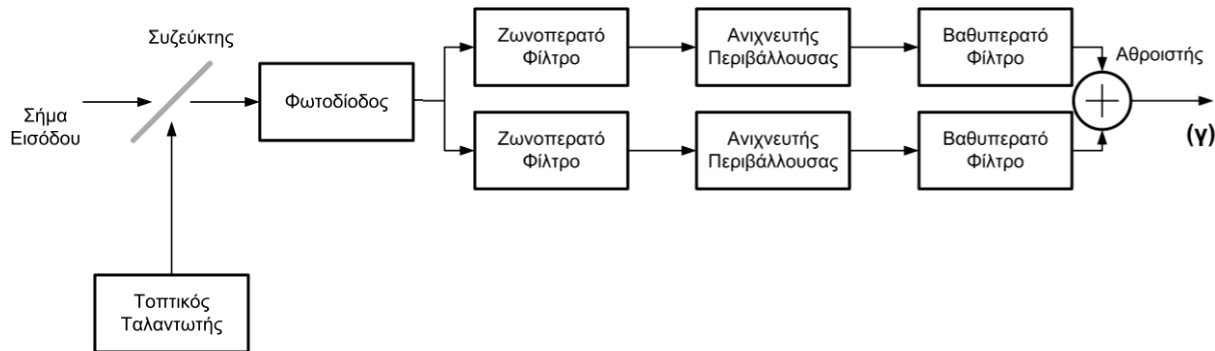 Συζεύκτης
Σήμα
Εισόδου
Φωτοδίοδος
Ζωνοπερατό
Φίλτρο
Ανιχνευτής
Περιβάλλουσας
Βαθυπερατό
Φίλτρο
Αθροιστής
Ζωνοπερατό
Φίλτρο
Ανιχνευτής
Περιβάλλουσας
Βαθυπερατό
Φίλτρο
(γ)
Τοπτικός
Ταλαντωτής